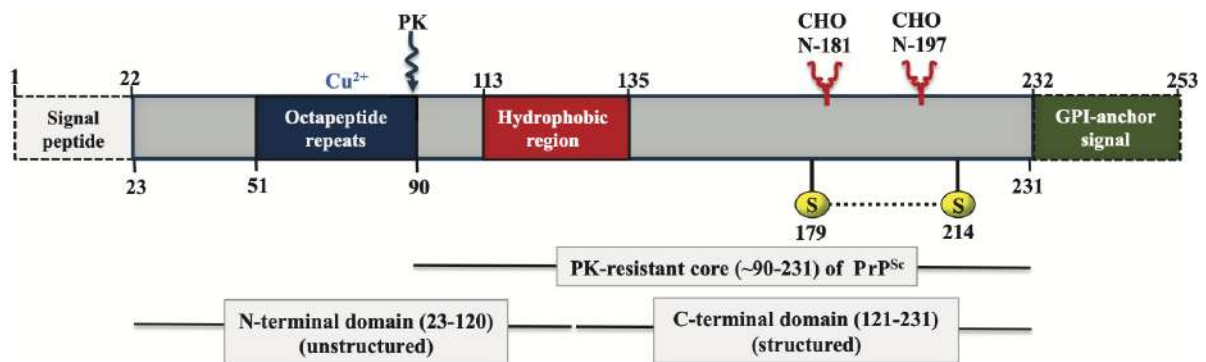 PK
CHO
N-181
CHO
N-197
1
22
Cu²⁺
113
135
232
253
Signal
peptide
Octapeptide
repeats
Hydrophobic
region
GPI-anchor
signal
23
51
90
231
S
S
179
214
PK-resistant core (~90-231) of PrPSc
N-terminal domain (23-120)
(unstructured)
C-terminal domain (121-231)
(structured)